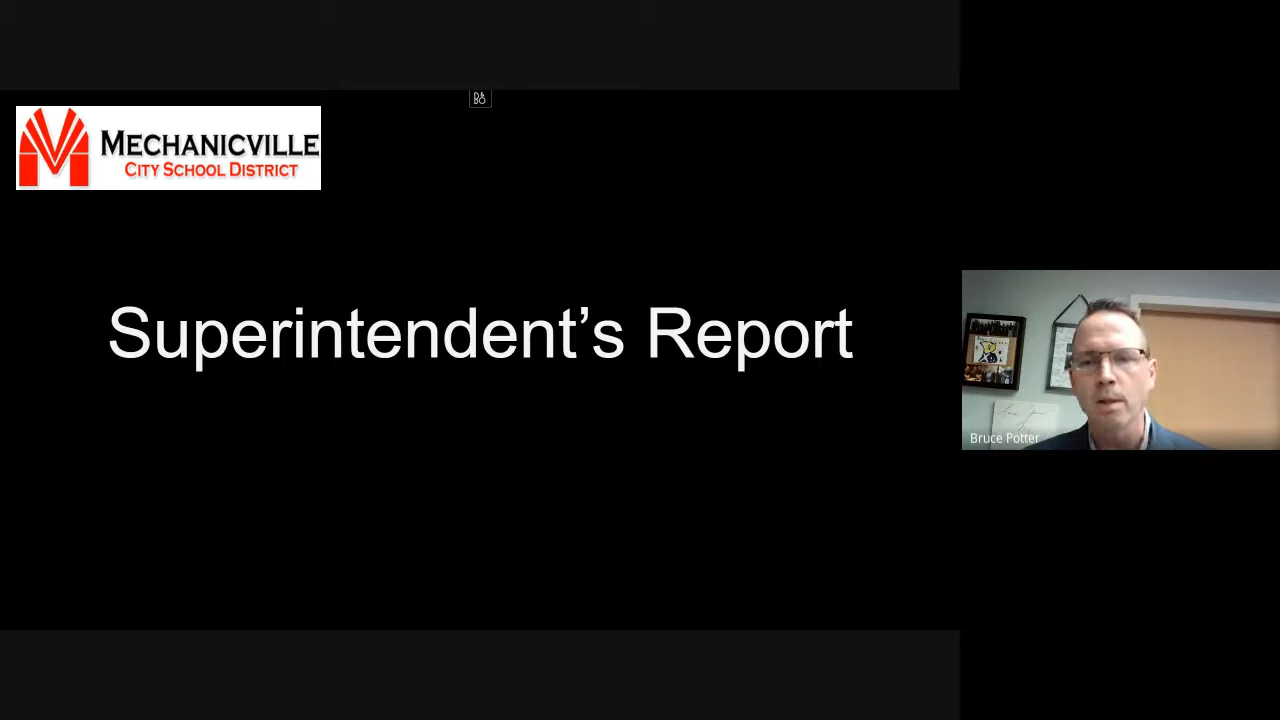 MECHANICVILLE
CITY SCHOOL DISTRICT
Superintendent’s Report
Bruce Potter